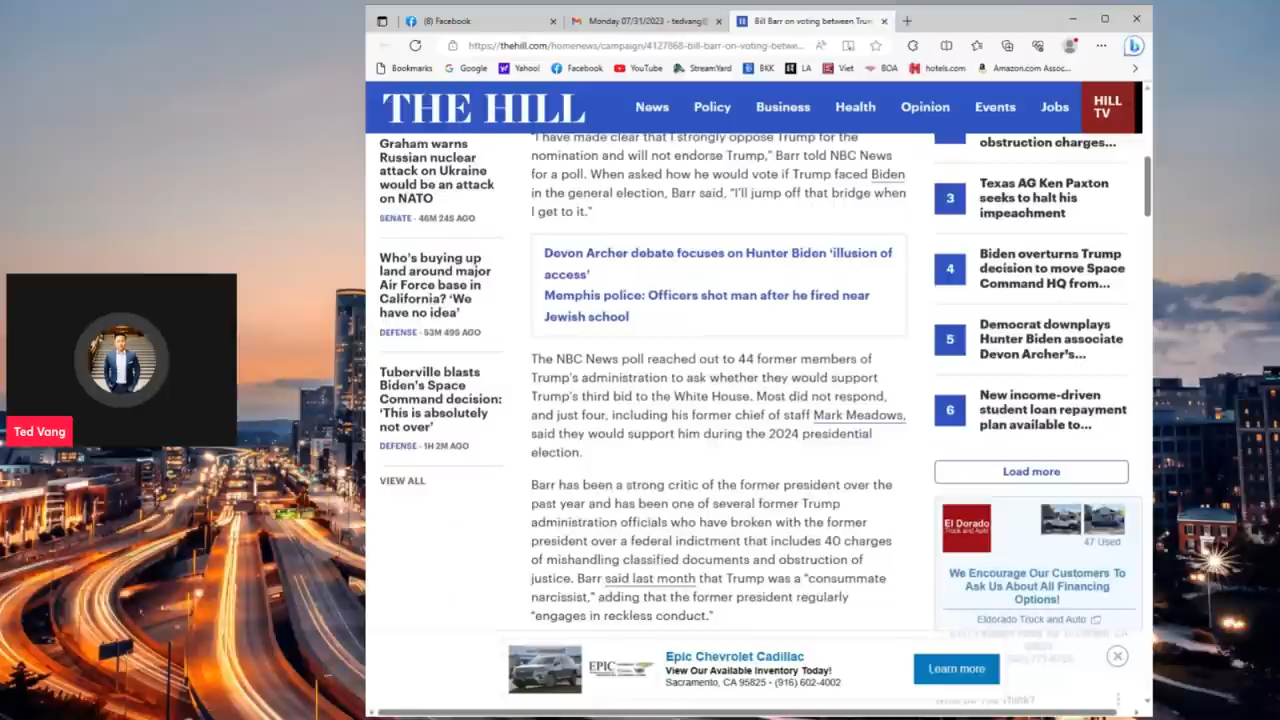 (8) Facebook
Monday 07/31/2023 - tedvang@
Bill Barr on voting between Trum
https://thehill.com/homenews/campaign/4127868-bill-barr-on-voting-betwe...
Bookmarks
Google
Yahoo!
Facebook
YouTube
StreamYard
BKK
LA
Viet
BOA
hotels.com
Amazon.com Assoc...
THE HILL
News
Policy
Business
Health
Opinion
Events
Jobs
HILL
TV
Graham warns
Russian nuclear
attack on Ukraine
would be an attack
on NATO
SENATE - 46M 24S AGO
Who's buying up
land around major
Air Force base in
California? ‘We
have no idea’
DEFENSE - 53M 49S AGO
Tuberville blasts
Biden's Space
Command decision:
‘This is absolutely
not over’
DEFENSE - 1H 2M AGO
VIEW ALL
“I have made clear that I strongly oppose Trump for the
nomination and will not endorse Trump,” Barr told NBC News
for a poll. When asked how he would vote if Trump faced Biden
in the general election, Barr said, “I’ll jump off that bridge when
I get to it.”
Devon Archer debate focuses on Hunter Biden ‘illusion of
access’
Memphis police: Officers shot man after he fired near
Jewish school
The NBC News poll reached out to 44 former members of
Trump’s administration to ask whether they would support
Trump’s third bid to the White House. Most did not respond,
and just four, including his former chief of staff Mark Meadows,
said they would support him during the 2024 presidential
election.
Barr has been a strong critic of the former president over the
past year and has been one of several former Trump
administration officials who have broken with the former
president over a federal indictment that includes 40 charges
of mishandling classified documents and obstruction of
justice. Barr said last month that Trump was a “consummate
narcissist,” adding that the former president regularly
“engages in reckless conduct.”
obstruction charges...
3
Texas AG Ken Paxton
seeks to halt his
impeachment
4
Biden overturns Trump
decision to move Space
Command HQ from...
5
Democrat downplays
Hunter Biden associate
Devon Archer’s...
6
New income-driven
student loan repayment
plan available to...
Load more
El Dorado
Truck and Auto
47 Used
We Encourage Our Customers To
Ask Us About All Financing
Options!
Eldorado Truck and Auto
EPIC
Epic Chevrolet Cadillac
View Our Available Inventory Today!
Sacramento, CA 95825 • (916) 602-4002
Learn more
Ted Vang